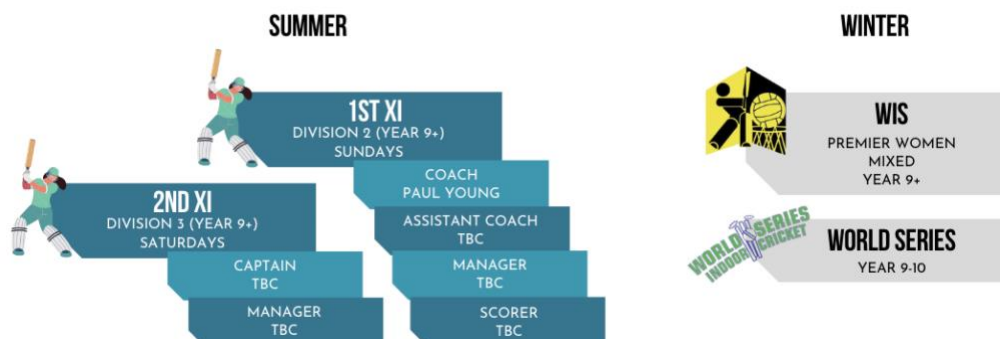 SUMMER
1ST XI
DIVISION 2 (YEAR 9+)
SUNDAYS
COACH
PAUL YOUNG
ASSISTANT COACH
TBC
MANAGER
TBC
SCORER
TBC
2ND XI
DIVISION 3 (YEAR 9+)
SATURDAYS
CAPTAIN
TBC
MANAGER
TBC
WINTER
WIS
PREMIER WOMEN
MIXED
YEAR 9+
WORLD SERIES
INDOOR CRICKET
WORLD SERIES
YEAR 9-10